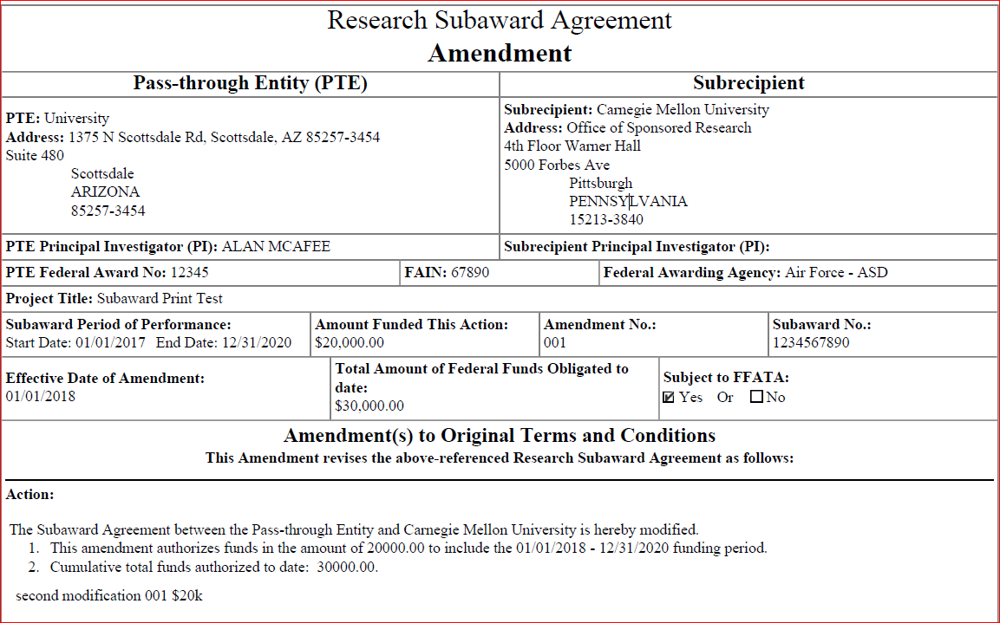 Research Subaward Agreement
Amendment
Pass-through Entity (PTE)
Subrecipient
PTE: University
Address: 1375 N Scottsdale Rd, Scottsdale, AZ 85257-3454
Suite 480
Scottsdale
ARIZONA
85257-3454
Subrecipient: Carnegie Mellon University
Address: Office of Sponsored Research
4th Floor Warner Hall
5000 Forbes Ave
Pittsburgh
PENNSYLVANIA
15213-3840
PTE Principal Investigator (PI): ALAN MCAFEE
Subrecipient Principal Investigator (PI):
PTE Federal Award No: 12345
FAIN: 67890
Federal Awarding Agency: Air Force - ASD
Project Title: Subaward Print Test
Subaward Period of Performance:
Start Date: 01/01/2017 End Date: 12/31/2020
Amount Funded This Action:
$20,000.00
Amendment No.:
001
Subaward No.:
1234567890
Effective Date of Amendment:
01/01/2018
Total Amount of Federal Funds Obligated to
date:
$30,000.00
Subject to FFATA:
Yes Or No
Amendment(s) to Original Terms and Conditions
This Amendment revises the above-referenced Research Subaward Agreement as follows:
Action:
The Subaward Agreement between the Pass-through Entity and Carnegie Mellon University is hereby modified.
1. This amendment authorizes funds in the amount of 20000.00 to include the 01/01/2018 - 12/31/2020 funding period.
2. Cumulative total funds authorized to date: 30000.00.
second modification 001 $20k